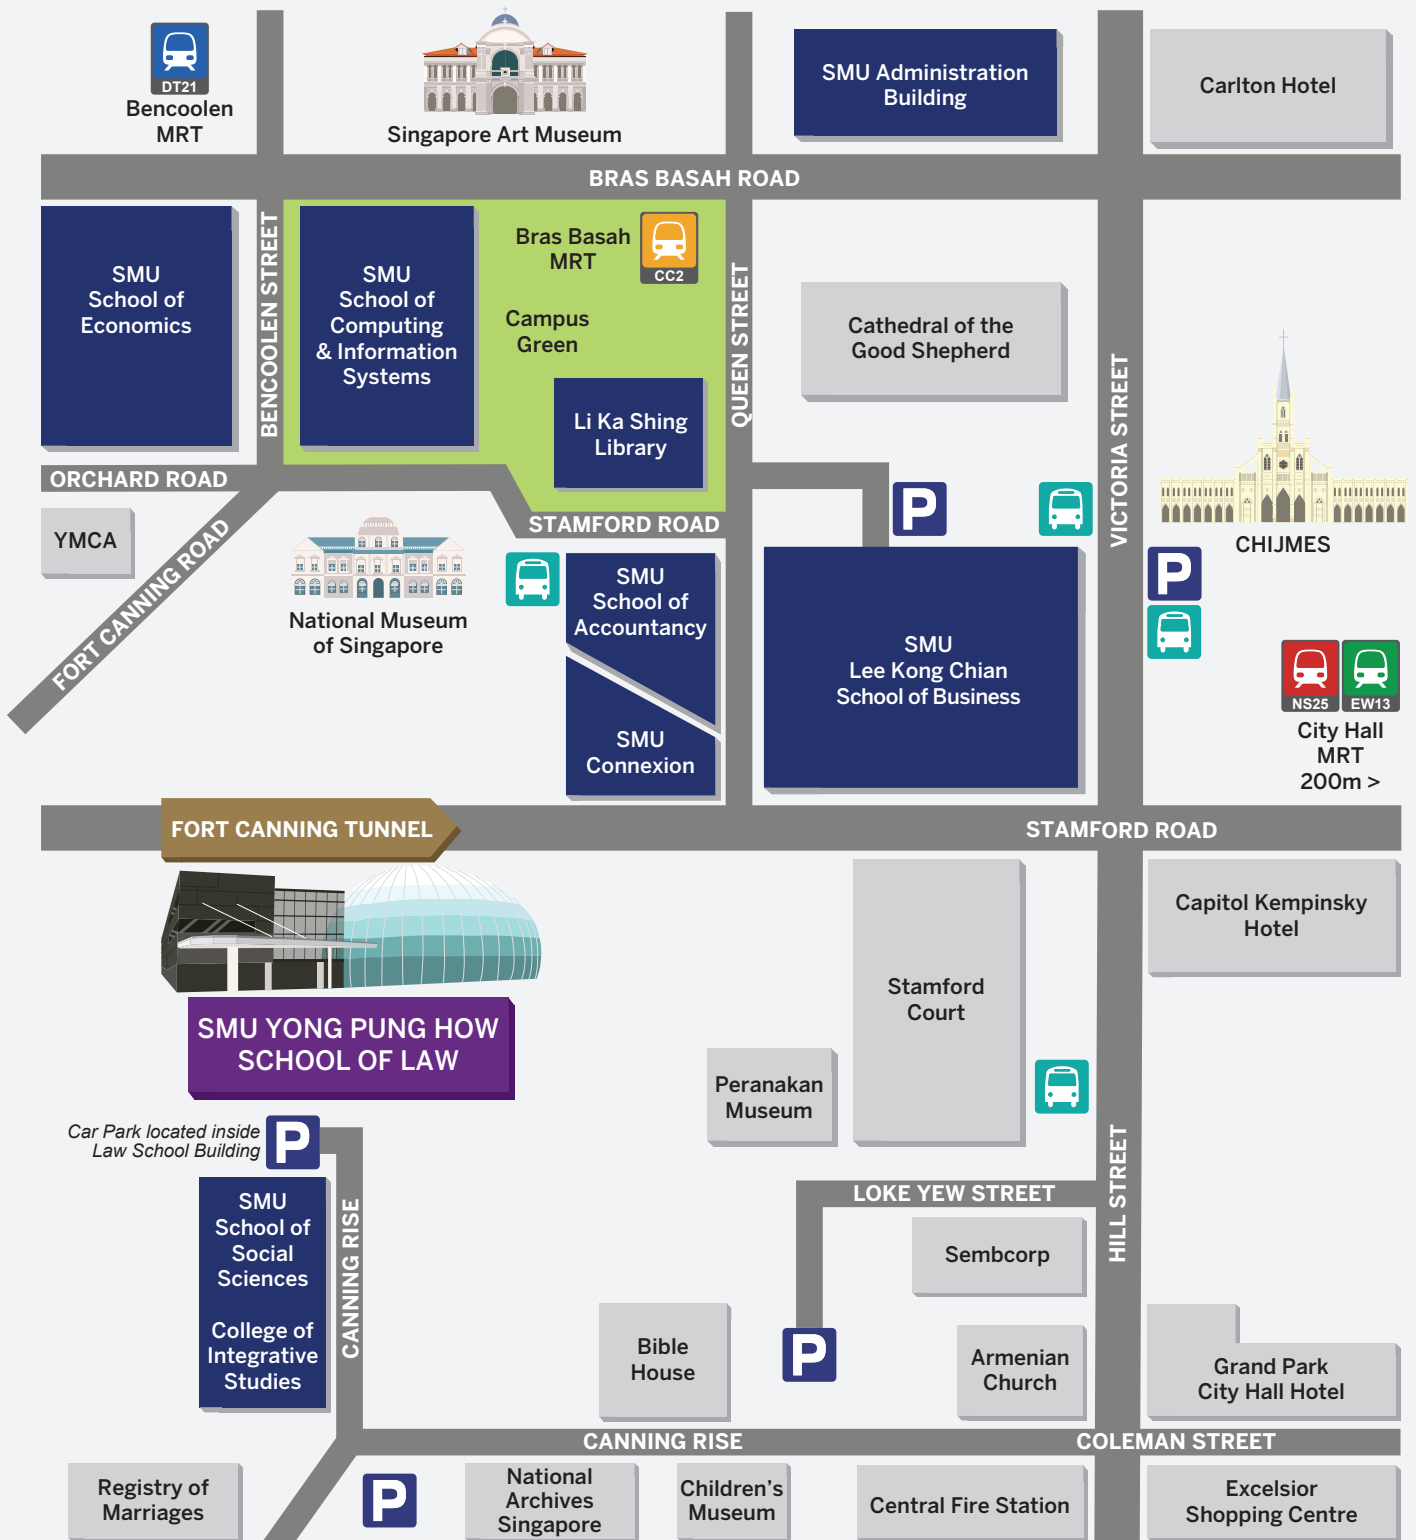 DT21
Bencoolen
MRT
Singapore Art Museum
SMU Administration
Building
Carlton Hotel
BRAS BASAH ROAD
SMU
School of
Economics
BENCOOLEN STREET
SMU
School of
Computing
& Information
Systems
Bras Basah
MRT
CC2
Campus
Green
Li Ka Shing
Library
QUEEN STREET
Cathedral of the
Good Shepherd
VICTORIA STREET
CHIJMES
ORCHARD ROAD
YMCA
FORT CANNING ROAD
STAMFORD ROAD
National Museum
of Singapore
SMU
School of
Accountancy
SMU
Connexion
P
SMU
Lee Kong Chian
School of Business
P
NS25
EW13
City Hall
MRT
200m >
FORT CANNING TUNNEL
STAMFORD ROAD
SMU YONG PUNG HOW
SCHOOL OF LAW
Stamford
Court
Capitol Kempinsky
Hotel
Peranakan
Museum
Car Park located inside
Law School Building
P
SMU
School of
Social
Sciences
College of
Integrative
Studies
CANNING RISE
LOKE YEW STREET
HILL STREET
Sembcorp
Bible
House
P
Armenian
Church
Grand Park
City Hall Hotel
CANNING RISE
COLEMAN STREET
Registry of
Marriages
P
National
Archives
Singapore
Children's
Museum
Central Fire Station
Excelsior
Shopping Centre